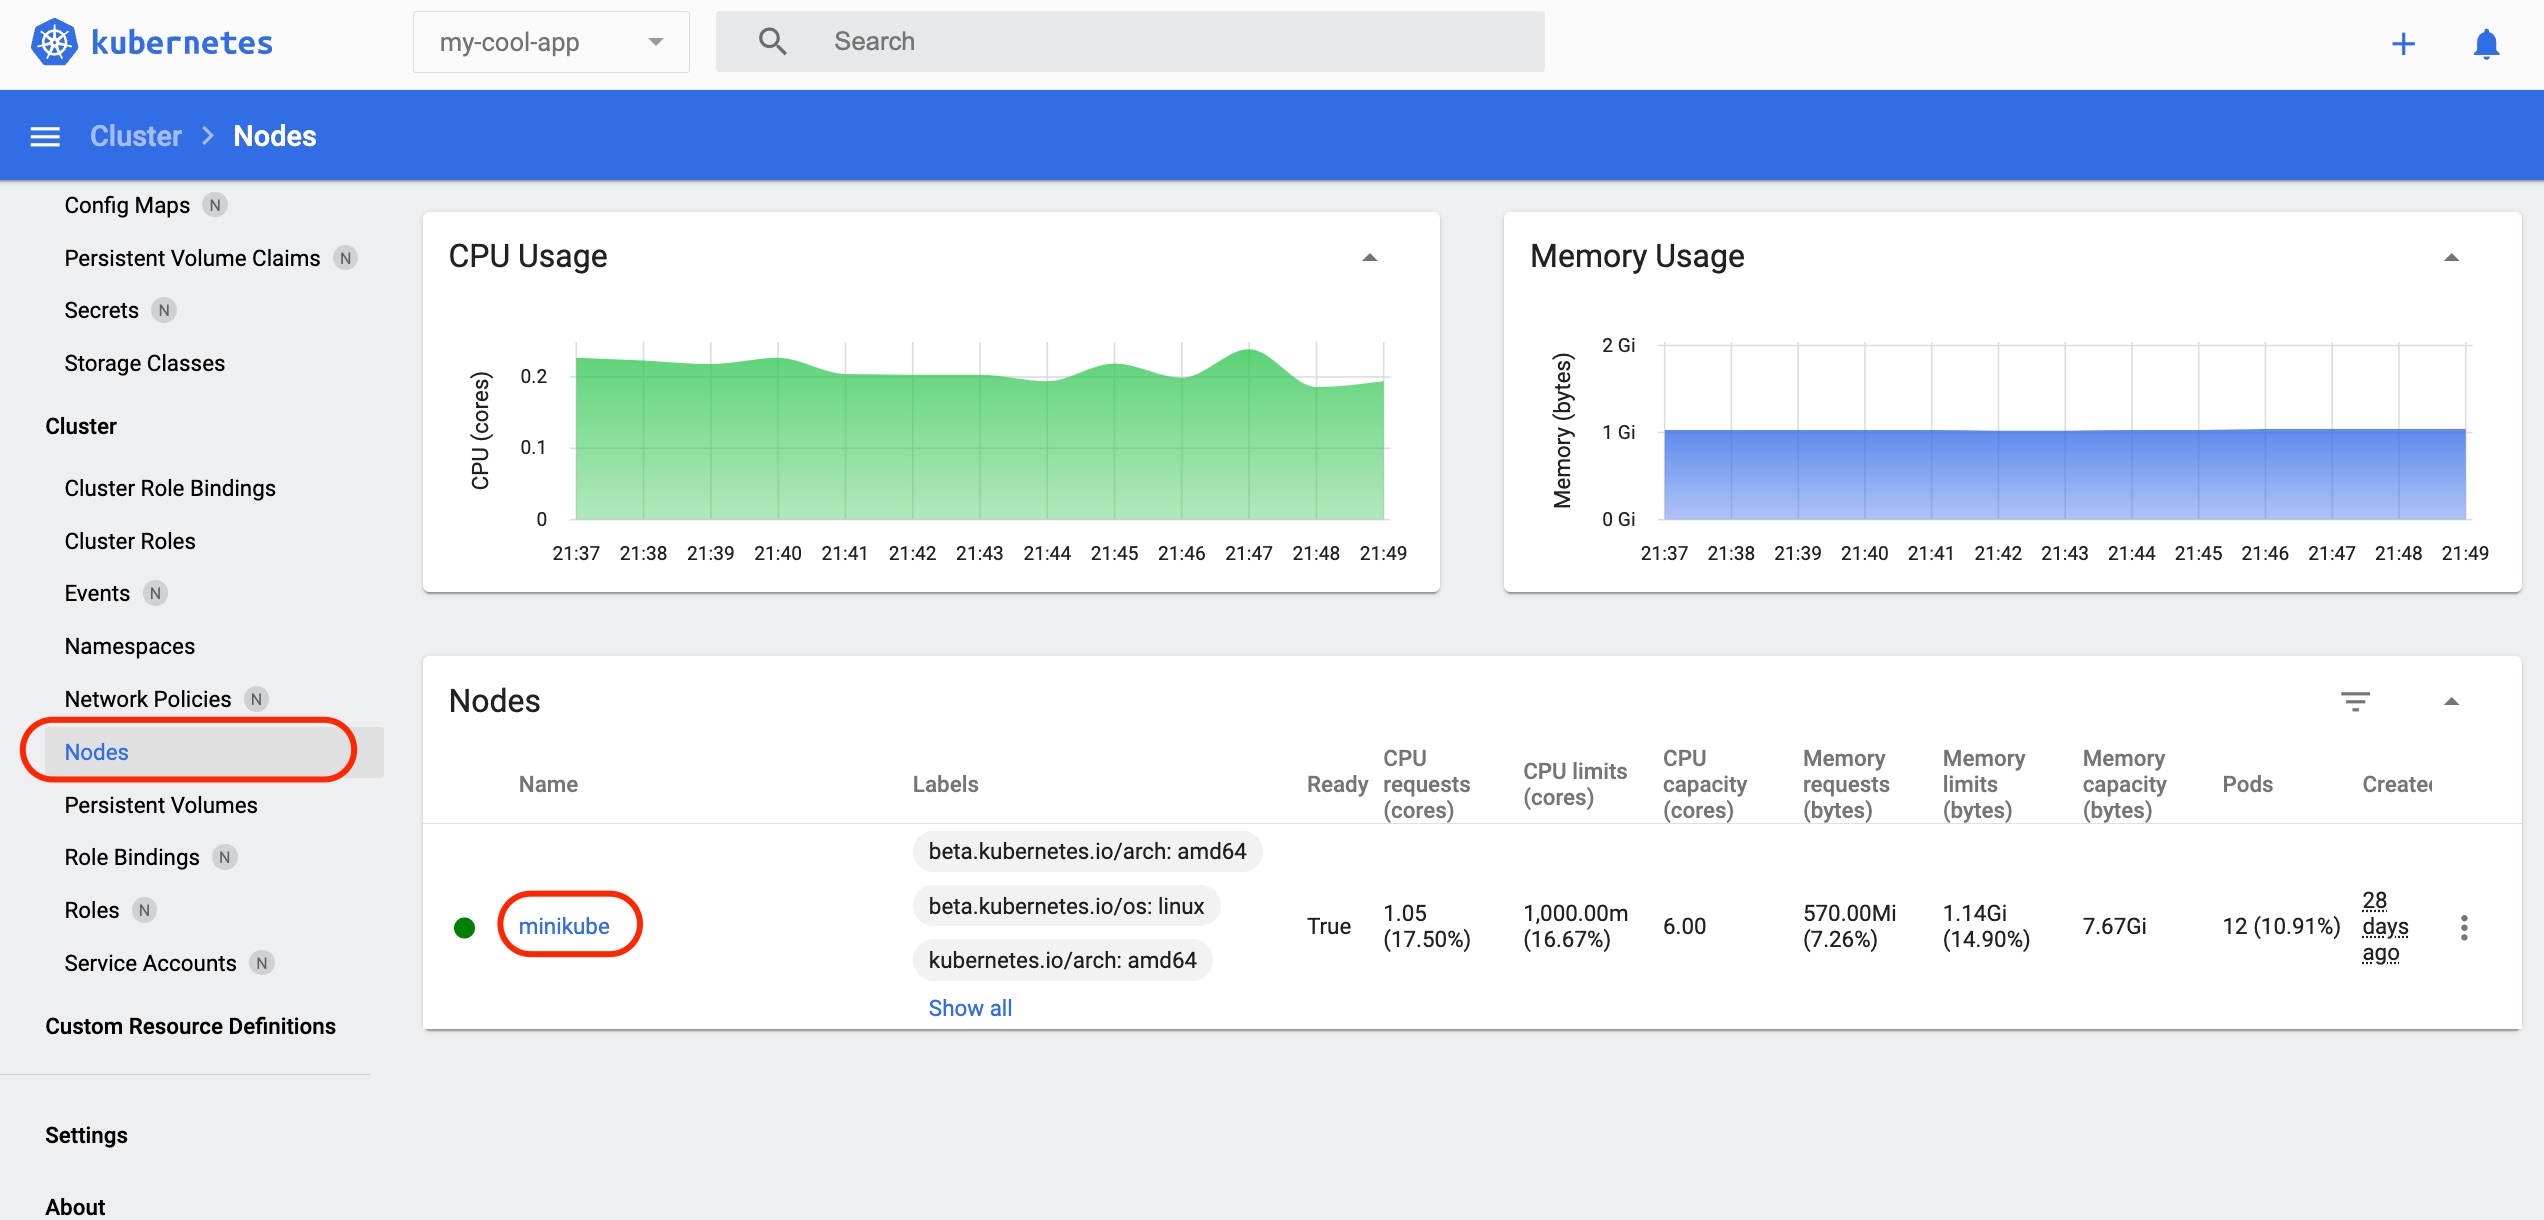 kubernetes
my-cool-app
Search
Cluster > Nodes
Config Maps N
Persistent Volume Claims N
Secrets N
Storage Classes
Cluster
Cluster Role Bindings
Cluster Roles
Events N
Namespaces
Network Policies N
Nodes
Persistent Volumes
Role Bindings N
Roles N
Service Accounts N
Custom Resource Definitions
Settings
About
CPU Usage
CPU (cores)
0.2
0.1
0
21:37 21:38 21:39 21:40 21:41 21:42 21:43 21:44 21:45 21:46 21:47 21:48 21:49
Memory Usage
Memory (bytes)
2 Gi
1 Gi
0 Gi
21:37 21:38 21:39 21:40 21:41 21:42 21:43 21:44 21:45 21:46 21:47 21:48 21:49
Nodes
Name
Labels
Ready
CPU
requests
(cores)
CPU limits
(cores)
CPU
capacity
(cores)
Memory
requests
(bytes)
Memory
limits
(bytes)
Memory
capacity
(bytes)
Pods
Create
minikube
beta.kubernetes.io/arch: amd64
beta.kubernetes.io/os: linux
kubernetes.io/arch: amd64
Show all
True
1.05
(17.50%)
1,000.00m
(16.67%)
6.00
570.00Mi
(7.26%)
1.14Gi
(14.90%)
7.67Gi
12 (10.91%)
28
days
ago